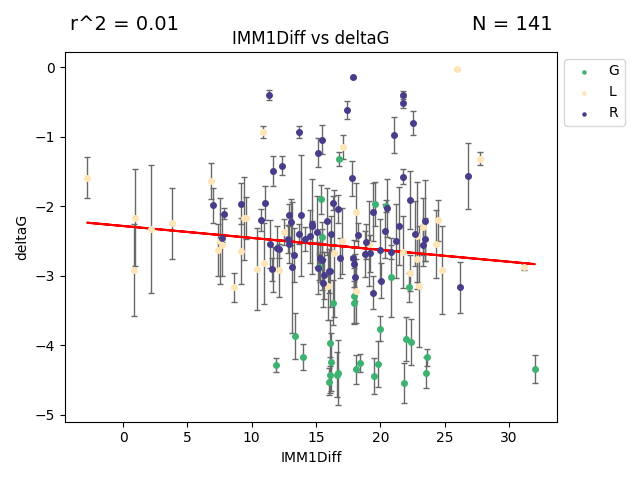 r^2 = 0.01
N = 141
IMM1Diff vs deltaG
G
L
R
0
−1
−2
−3
−4
−5
deltaG
0 5 10 15 20 25 30
IMM1Diff